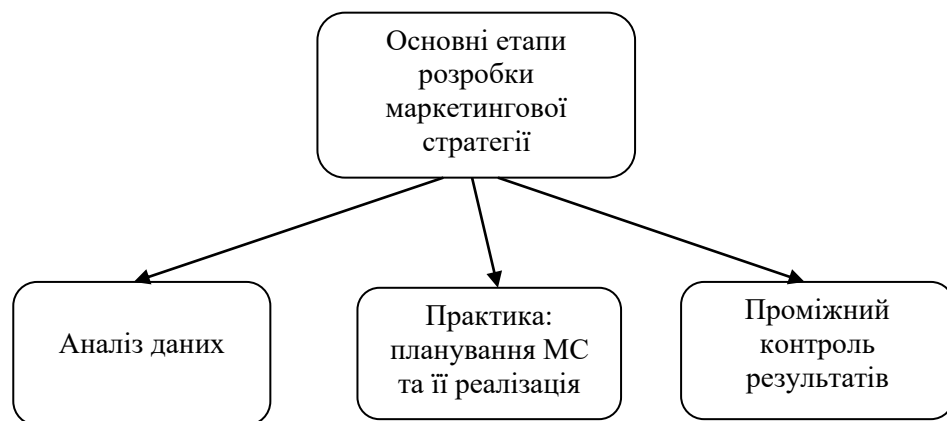 Основні етапи
розробки
маркетингової
стратегії
Аналіз даних
Практика:
планування МС
та її реалізація
Проміжний
контроль
результатів